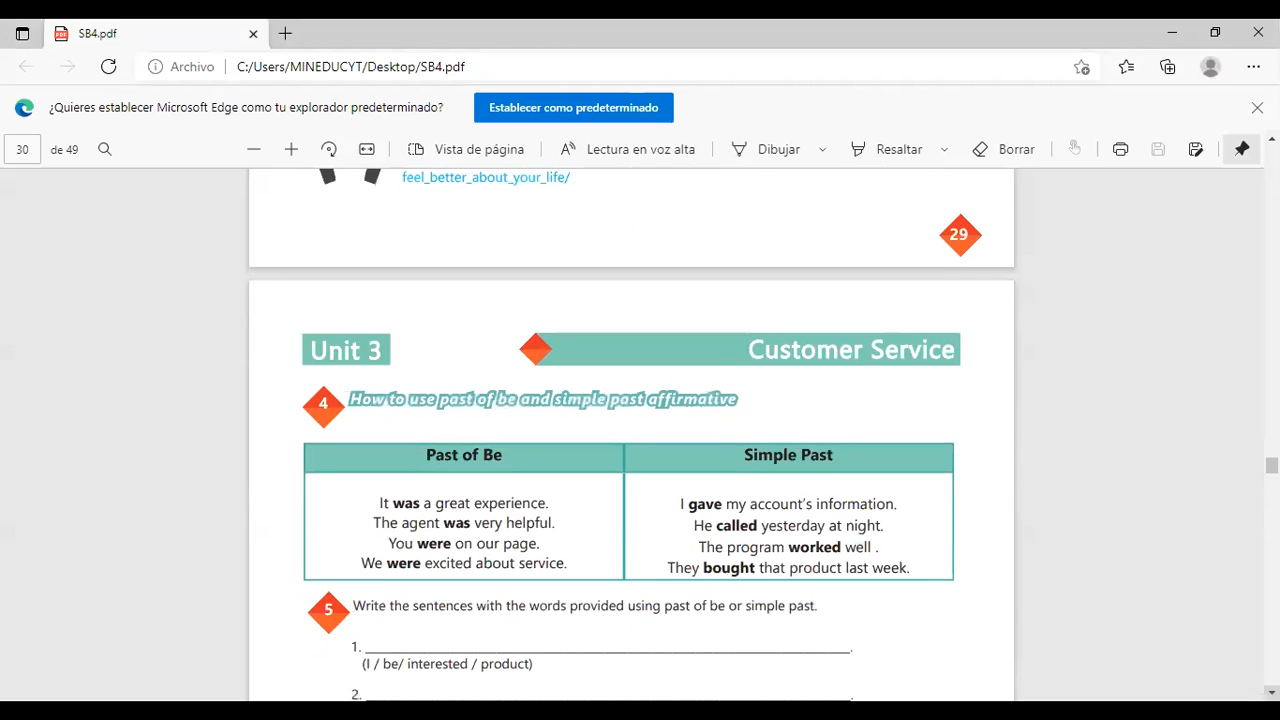 SB4.pdf
Archivo C:/Users/MINEDUCYT/Desktop/SB4.pdf
¿Quieres establecer Microsoft Edge como tu explorador predeterminado? Establecer como predeterminado
30 de 49 Vista de página Lectura en voz alta Dibujar Resaltar Borrar
feel_better_about_your_life/
29
Unit 3 Customer Service
4 How to use past of be and simple past affirmative
Past of Be Simple Past
It was a great experience.
The agent was very helpful.
You were on our page.
We were excited about service.
I gave my account’s information.
He called yesterday at night.
The program worked well .
They bought that product last week.
5 Write the sentences with the words provided using past of be or simple past.
1. ______________________________________________.
(I / be/ interested / product)
2. ______________________________________________.